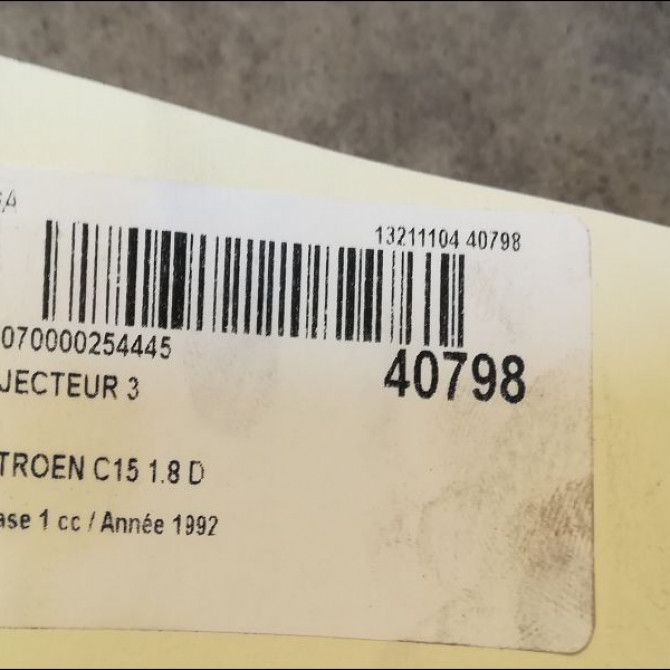 13211104 40798
070000254445
40798
JECTEUR 3
TROEN C15 1.8 D
ase 1 cc / Année 1992